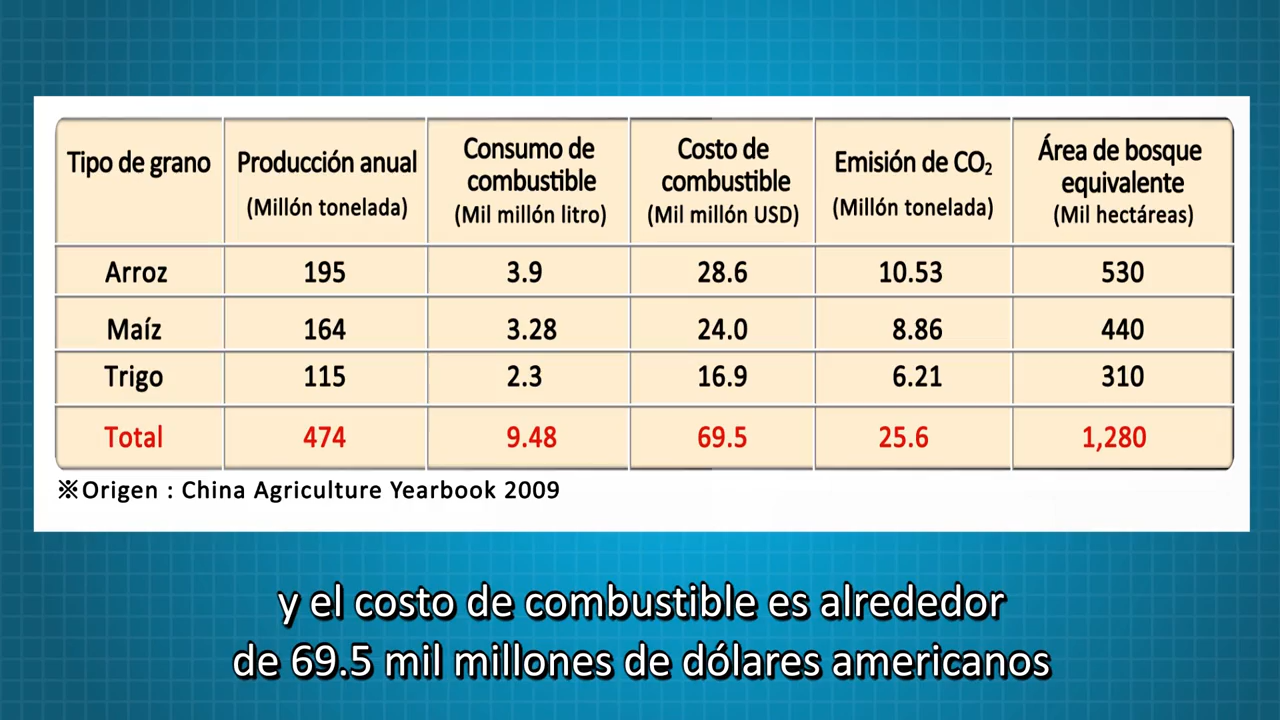 Tipo de grano Producción anual (Millón tonelada) Consumo de combustible (Mil millón litro) Costo de combustible (Mil millón USD) Emisión de CO₂ (Millón tonelada) Área de bosque equivalente (Mil hectáreas)
Arroz 195 3.9 28.6 10.53 530
Maíz 164 3.28 24.0 8.86 440
Trigo 115 2.3 16.9 6.21 310
Total 474 9.48 69.5 25.6 1,280
※Origen : China Agriculture Yearbook 2009
y el costo de combustible es alrededor
de 69.5 mil millones de dólares americanos